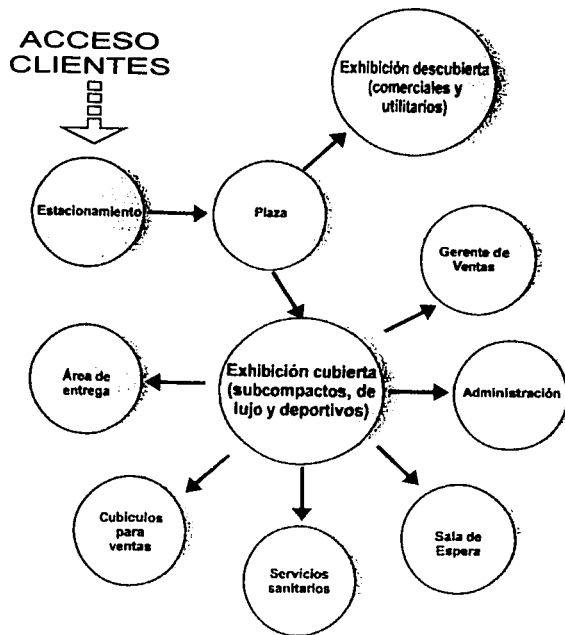 ACCESO
CLIENTES
Exhibición descubierta
(comerciales y
utilitarios)
Estacionamiento
Plaza
Gerente de
Ventas
Exhibición cubierta
(subcompactos, de
lujo y deportivos)
Área de
entrega
Administración
Cubículos
para
ventas
Servicios
sanitarios
Sala de
Espera